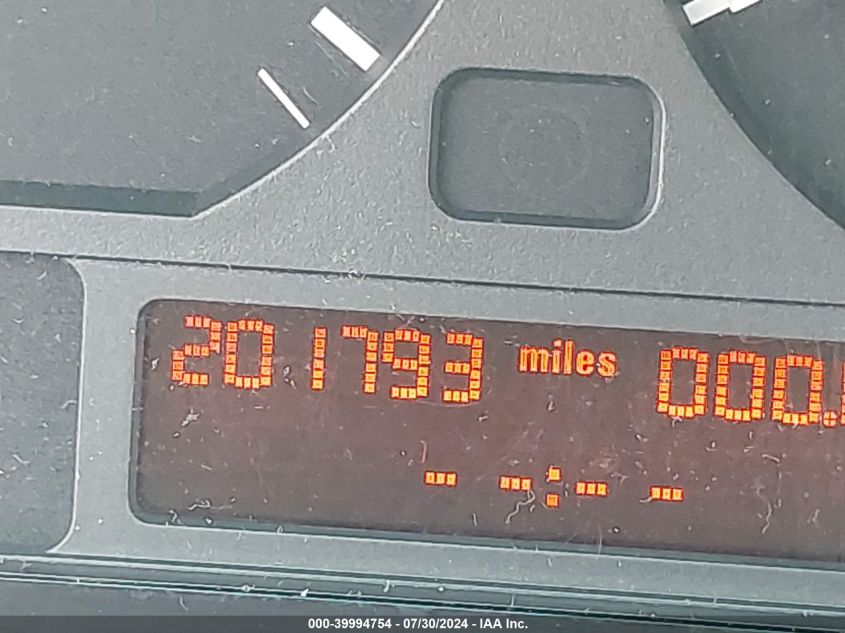 201793 miles 000.
-- --:-- --
000-39994754 - 07/30/2024 - IAA Inc.